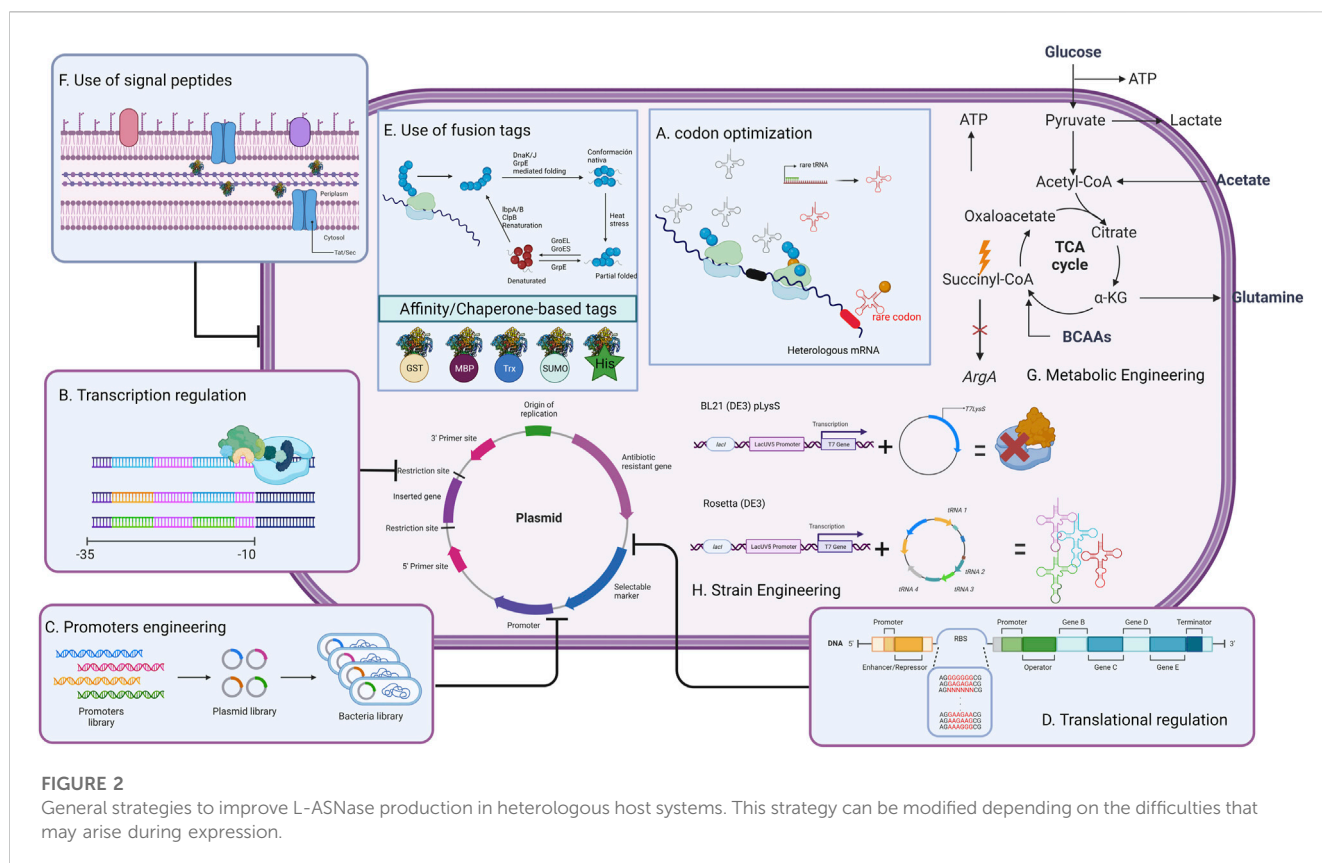 F. Use of signal peptides
Periplasm
Cytosol
Tat/Sec
E. Use of fusion tags
DnaK/J
GrpE
mediated folding
Conformación
nativa
IbpA/B
ClpB
Renaturation
Heat
stress
GroEL
GroES
GrpE
Denaturated
Partial folded
Affinity/Chaperone-based tags
GST
MBP
Trx
SUMO
His
A. codon optimization
rare tRNA
rare codon
Heterologous mRNA
Glucose
ATP
ATP
Pyruvate
Lactate
Acetyl-CoA
Acetate
Oxaloacetate
Citrate
TCA
cycle
Succinyl-CoA
α-KG
Glutamine
BCAAs
ArgA
G. Metabolic Engineering
B. Transcription regulation
-35
-10
Origin of
replication
3' Primer site
Antibiotic
resistant gene
Restriction site
Inserted gene
Plasmid
Restriction site
5' Primer site
Selectable
marker
Promoter
BL21 (DE3) pLysS
T7LysS
Transcription
lacI
LacUV5 Promoter
T7 Gene
+
=
Rosetta (DE3)
Transcription
lacI
LacUV5 Promoter
T7 Gene
+
tRNA 1
tRNA 2
tRNA 3
tRNA 4
=
H. Strain Engineering
C. Promoters engineering
Promoters
library
Plasmid library
Bacteria library
Promoter
RBS
Promoter
Gene B
Gene D
Terminator
DNA 5'
3'
Enhancer/Repressor
Operator
Gene C
Gene E
AGGGGGGCG
AGGAGAGACG
AGNNNNNNCG
.
.
.
AGGAAGAACG
AGAAGAAGCG
AGAAAGGGCG
D. Translational regulation
FIGURE 2
General strategies to improve L-ASNase production in heterologous host systems. This strategy can be modified depending on the difficulties that
may arise during expression.